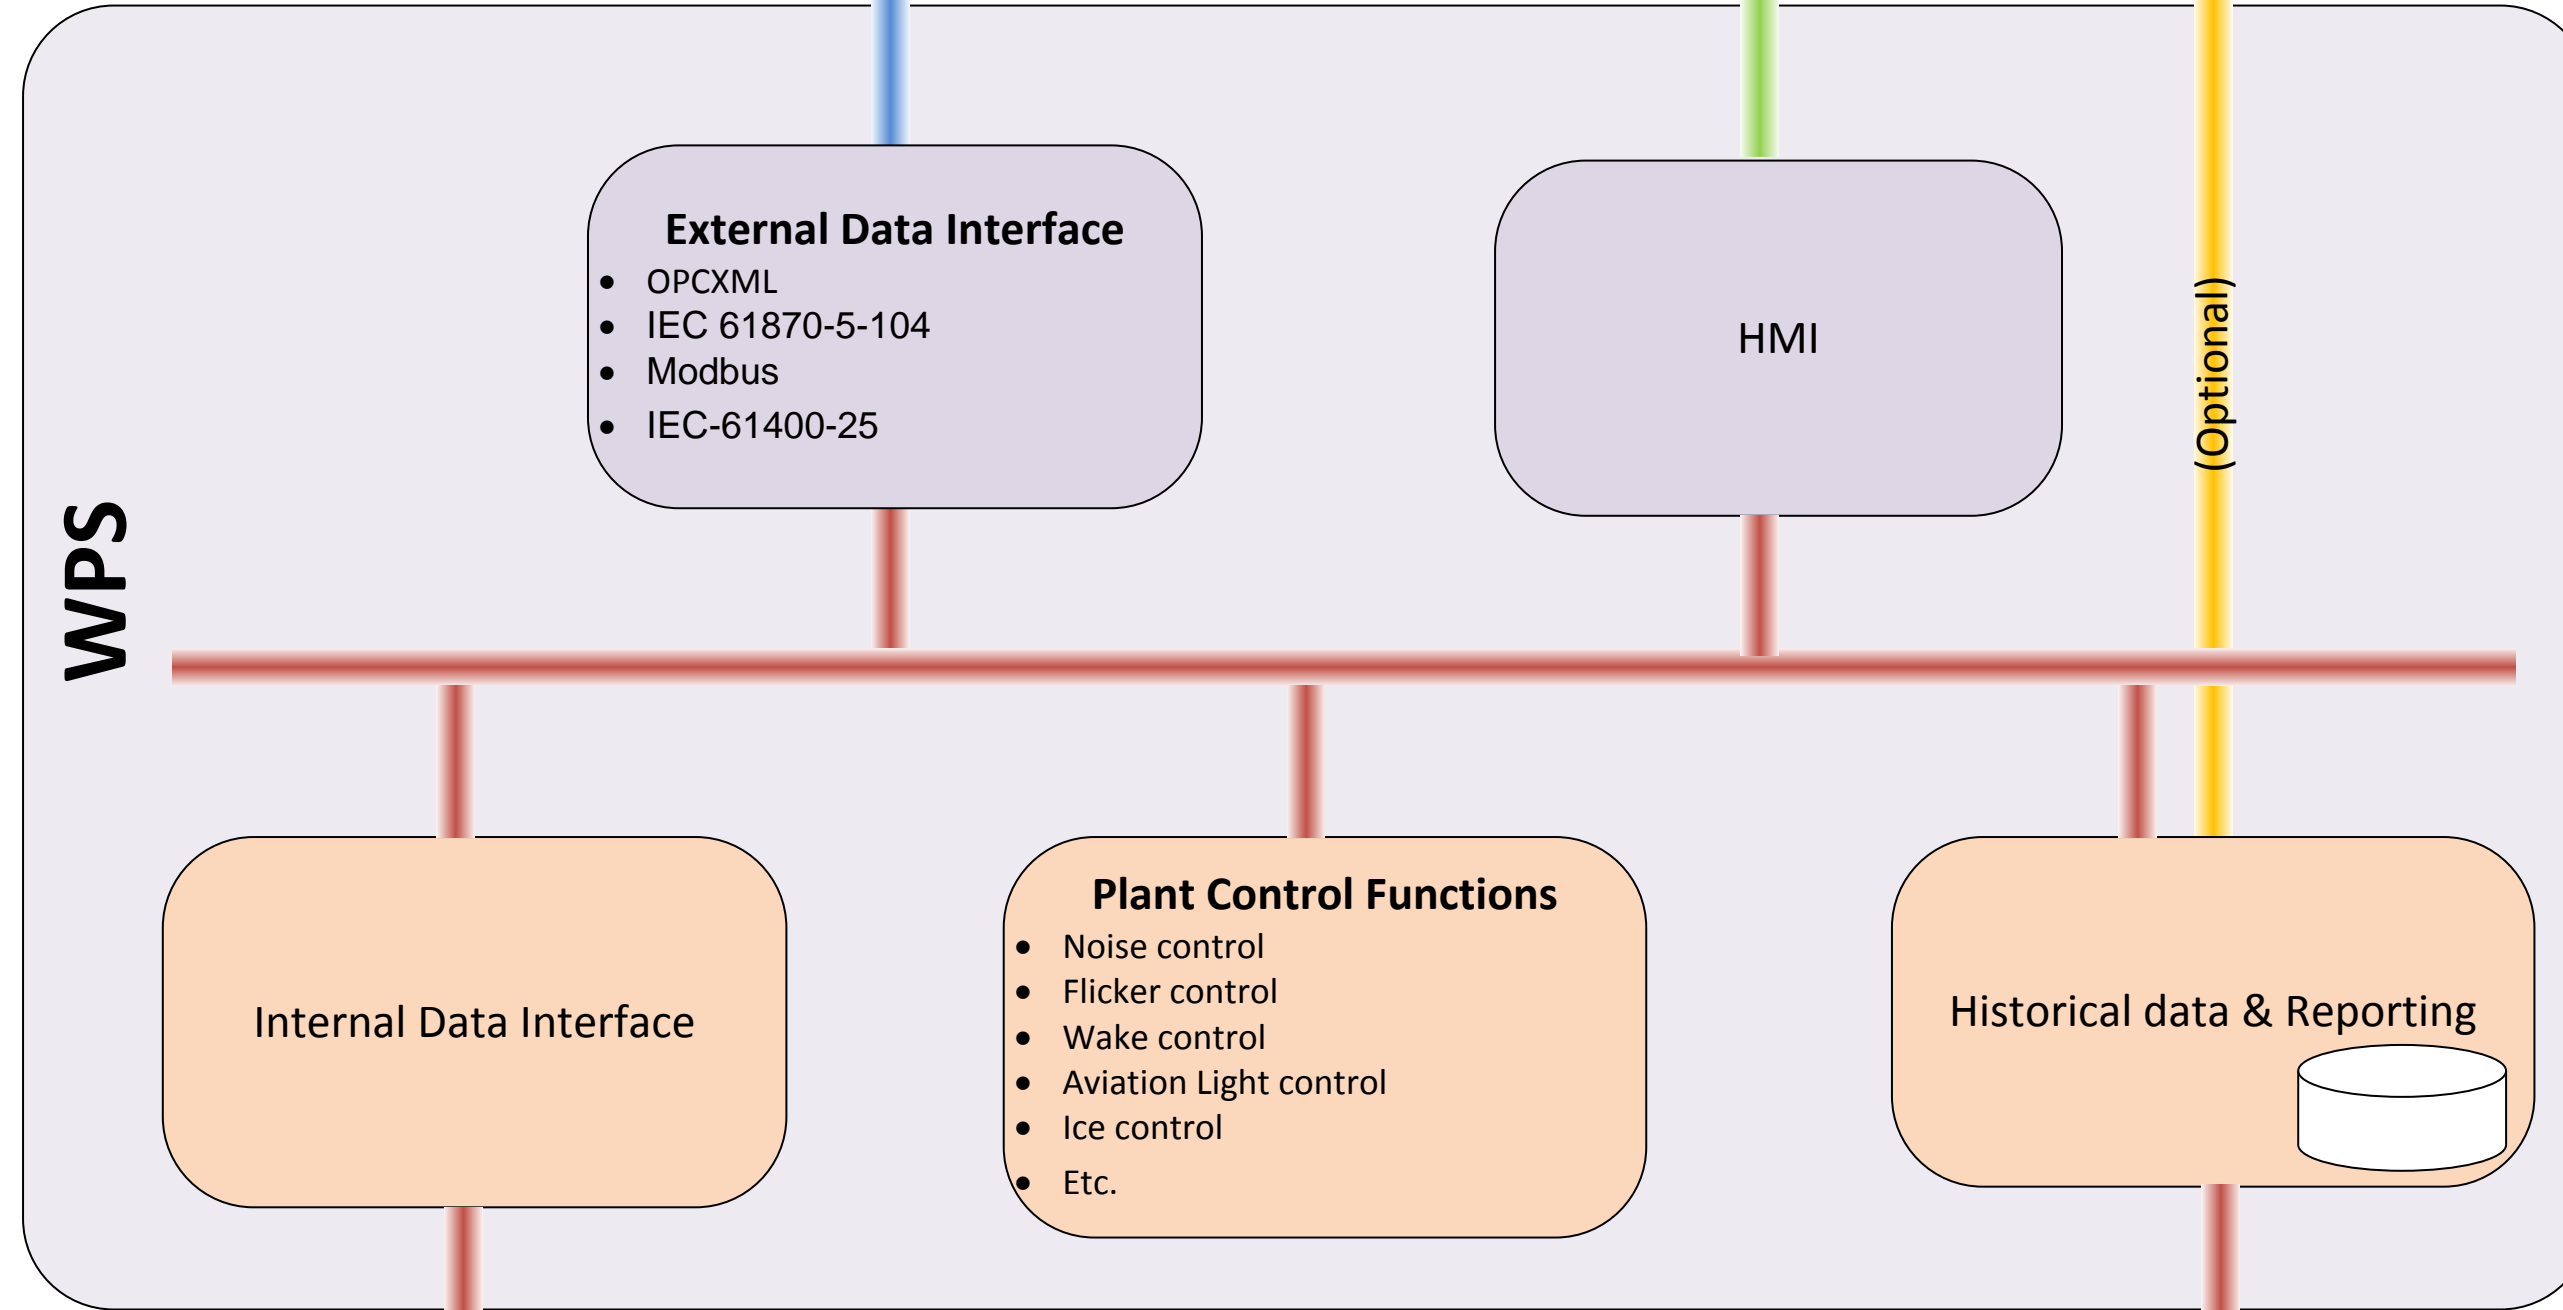 External Data Interface
• OPCXML
• IEC 61870-5-104
• Modbus
• IEC-61400-25
HMI
(Optional)
WPS
Internal Data Interface
Plant Control Functions
• Noise control
• Flicker control
• Wake control
• Aviation Light control
• Ice control
• Etc.
Historical data & Reporting